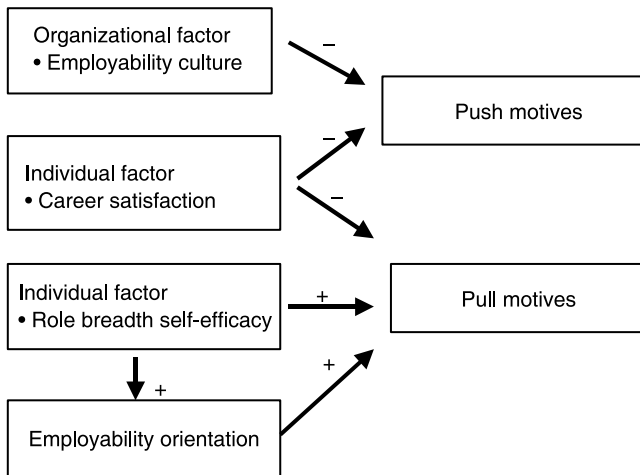 Organizational factor
• Employability culture
–
Push motives
–
Individual factor
• Career satisfaction
–
Individual factor
• Role breadth self-efficacy
+
Pull motives
+
+
Employability orientation